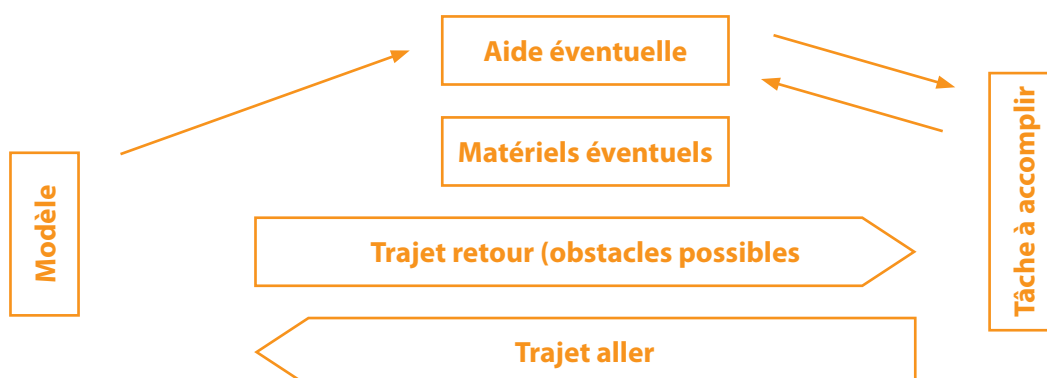 Aide éventuelle
Matériels éventuels
Modèle
Tâche à accomplir
Trajet retour (obstacles possibles
Trajet aller